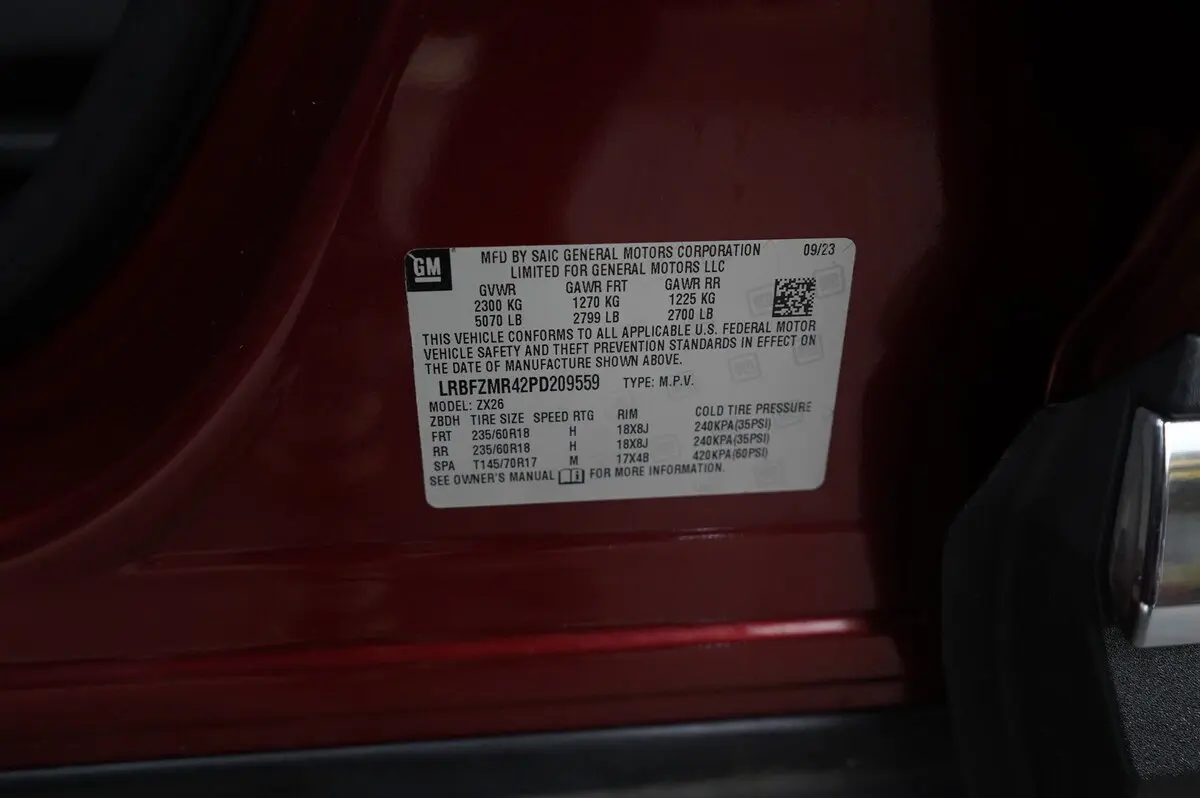 GM MFD BY SAIC GENERAL MOTORS CORPORATION 09/23
LIMITED FOR GENERAL MOTORS LLC
GVWR GAWR FRT GAWR RR
2300 KG 1270 KG 1225 KG
5070 LB 2799 LB 2700 LB
THIS VEHICLE CONFORMS TO ALL APPLICABLE U.S. FEDERAL MOTOR
VEHICLE SAFETY AND THEFT PREVENTION STANDARDS IN EFFECT ON
THE DATE OF MANUFACTURE SHOWN ABOVE.
LRBFZMR42PD209559 TYPE: M.P.V.
MODEL: ZX26
ZBDH TIRE SIZE SPEED RTG RIM COLD TIRE PRESSURE
FRT 235/60R18 H 18X8J 240KPA(35PSI)
RR 235/60R18 H 18X8J 240KPA(35PSI)
SPA T145/70R17 M 17X4B 420KPA(60PSI)
SEE OWNER'S MANUAL FOR MORE INFORMATION.